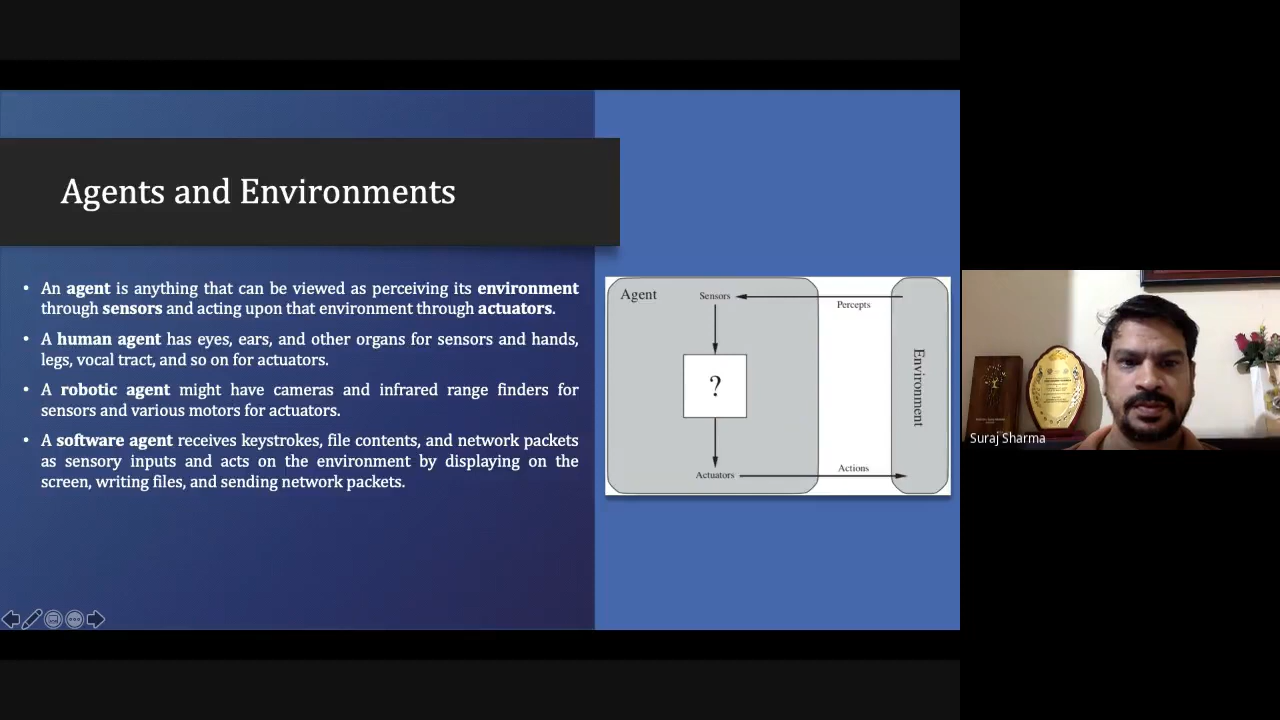 Agents and Environments
• An agent is anything that can be viewed as perceiving its environment
through sensors and acting upon that environment through actuators.
• A human agent has eyes, ears, and other organs for sensors and hands,
legs, vocal tract, and so on for actuators.
• A robotic agent might have cameras and infrared range finders for
sensors and various motors for actuators.
• A software agent receives keystrokes, file contents, and network packets
as sensory inputs and acts on the environment by displaying on the
screen, writing files, and sending network packets.
Agent
Sensors
Percepts
?
Environment
Actuators
Actions
Suraj Sharma